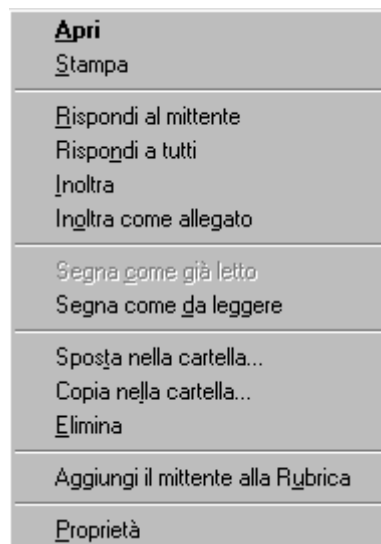 Apri
Stampa
Rispondi al mittente
Rispondi a tutti
Inoltra
Inoltra come allegato
Segna come già letto
Segna come da leggere
Sposta nella cartella...
Copia nella cartella...
Elimina
Aggiungi il mittente alla Rubrica
Proprietà